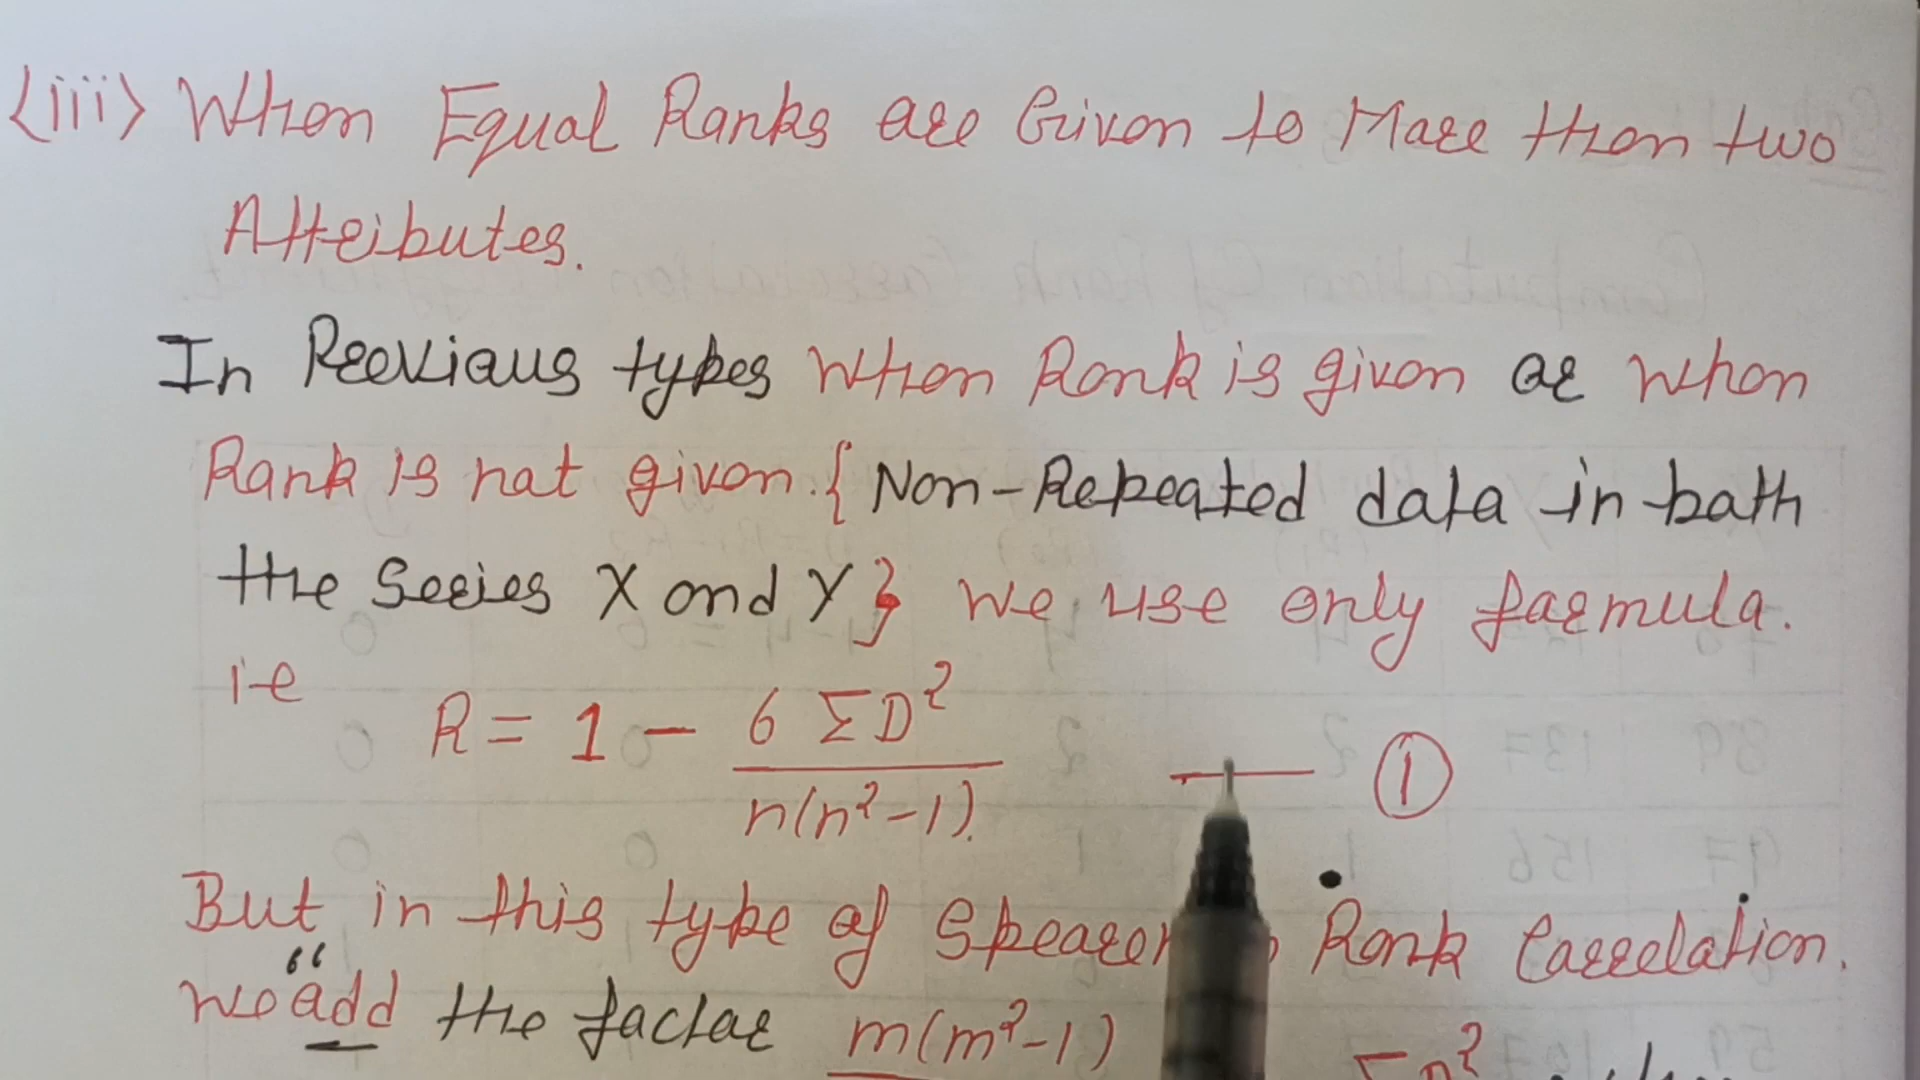 (iii) When Equal Ranks are Given to More than two
Attributes.
In Previous types when Rank is given or when
Rank is not given. { Non-Repeated data in both
the Series X and Y } we use only formula.
i-e
R = 1 - 6 ΣD² / n(n²-1). — ①
But in this type of Rank Correlation.
we "add the factor m(m²-1)